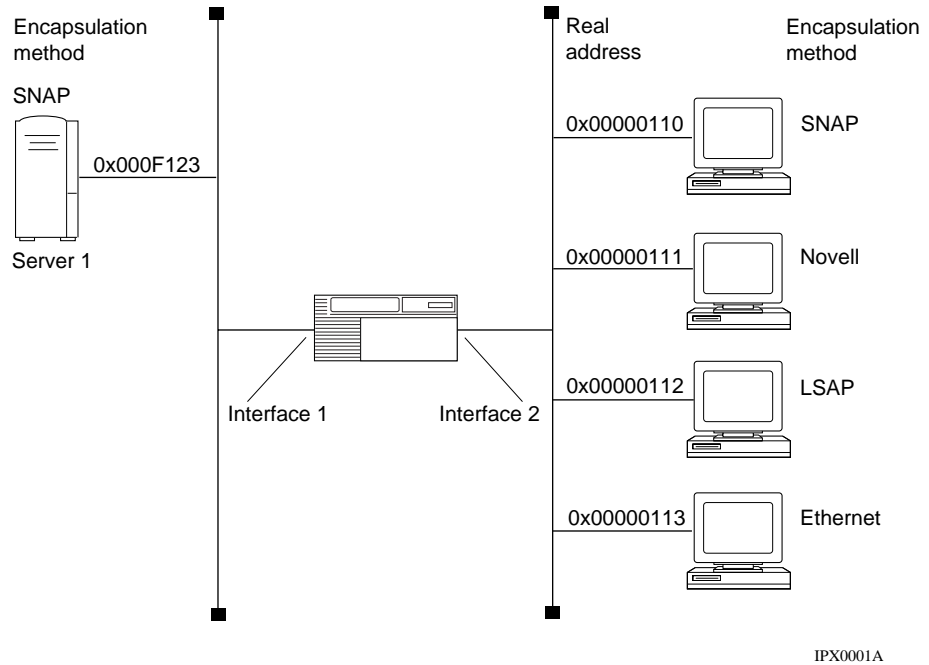 Encapsulation
method
SNAP
0x000F123
Server 1
Interface 1
Interface 2
Real
address
Encapsulation
method
0x00000110
SNAP
0x00000111
Novell
0x00000112
LSAP
0x00000113
Ethernet
IPX0001A